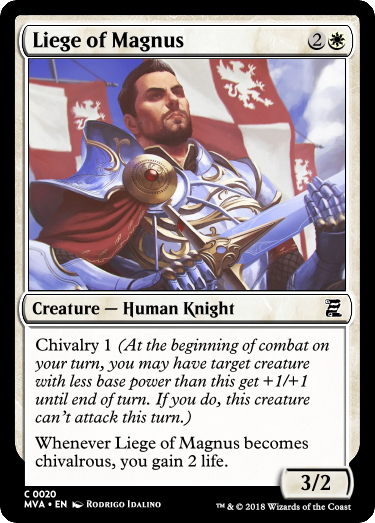 Liege of Magnus 2
Creature — Human Knight
Chivalry 1 (At the beginning of combat on
your turn, you may have target creature
with less base power than this get +1/+1
until end of turn. If you do, this creature
can't attack this turn.)
Whenever Liege of Magnus becomes
chivalrous, you gain 2 life.
3/2
C 0020
MVA • EN Rodrigo Idalino
™ & © 2018 Wizards of the Coast